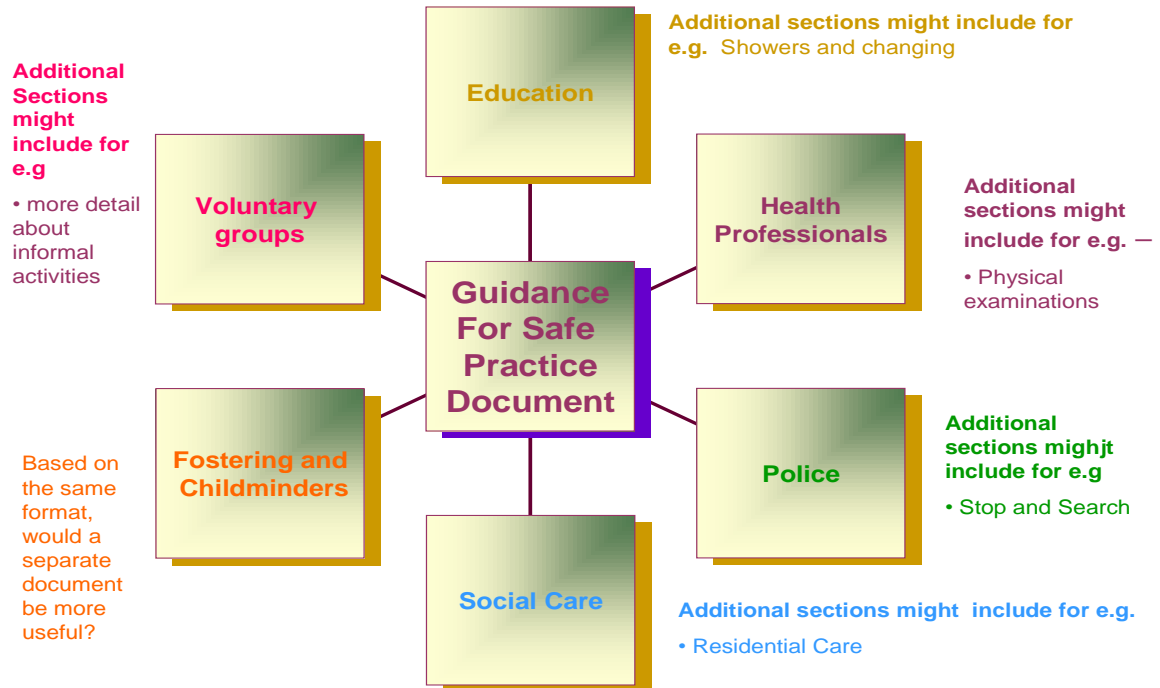 Additional sections might include for
e.g.  Showers and changing
Education
Additional
Sections
might
include for
e.g
• more detail
about
informal
activities
Voluntary
groups
Health
Professionals
Additional
sections might
include for e.g. –
• Physical
examinations
Guidance
For Safe
Practice
Document
Based on
the same
format,
would a
separate
document
be more
useful?
Fostering and
Childminders
Police
Additional
sections mighjt
include for e.g
• Stop and Search
Social Care
Additional sections might  include for e.g.
• Residential Care